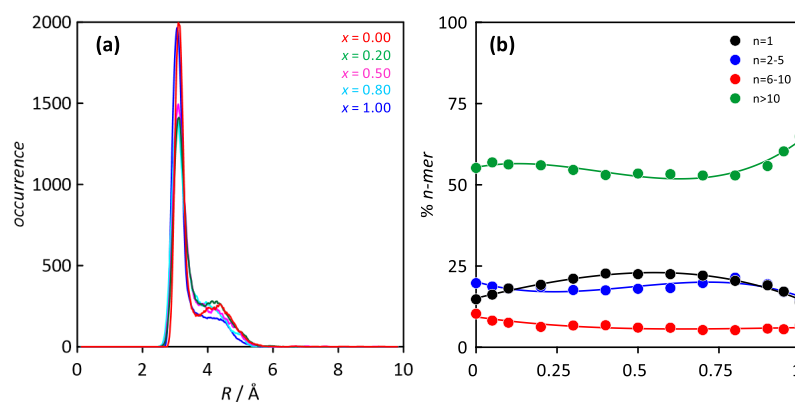 (a)
x = 0.00
x = 0.20
x = 0.50
x = 0.80
x = 1.00
2000
1500
1000
500
0
occurrence
0 2 4 6 8 10
R / Å
(b)
n=1
n=2-5
n=6-10
n>10
100
75
50
25
0
% n-mer
0 0.25 0.5 0.75 1